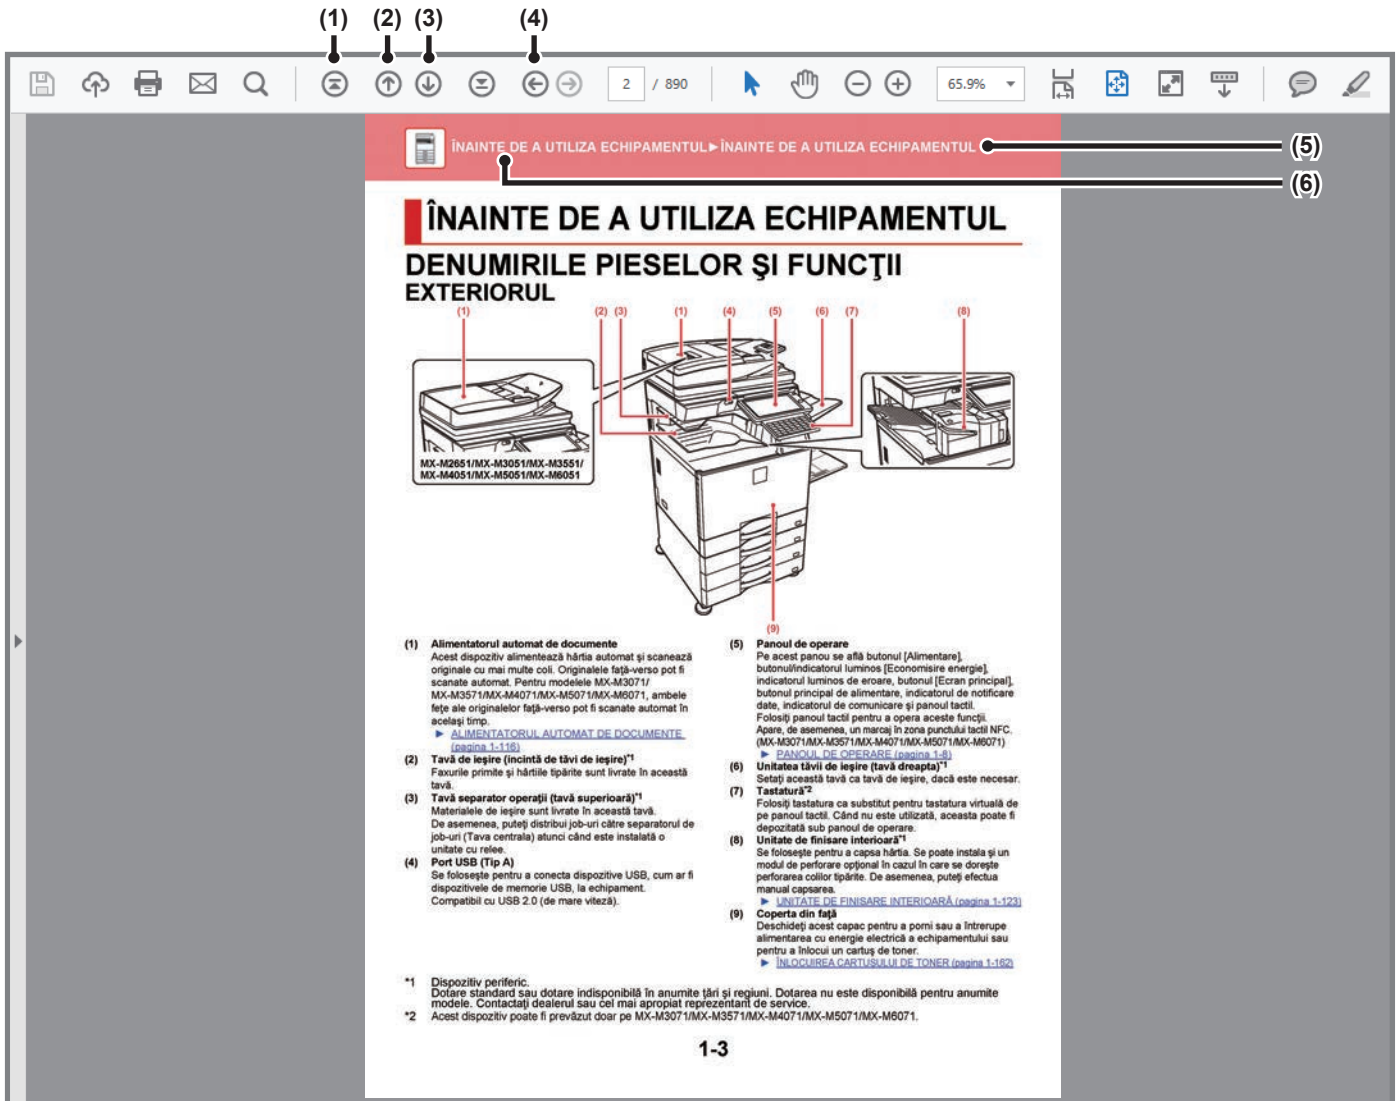 (1) (2) (3) (4)
2 / 890 65.9%
ÎNAINTE DE A UTILIZA ECHIPAMENTUL►ÎNAINTE DE A UTILIZA ECHIPAMENTUL
(5)
(6)
ÎNAINTE DE A UTILIZA ECHIPAMENTUL
DENUMIRILE PIESELOR ŞI FUNCŢII
EXTERIORUL
(1) (2) (3) (1) (4) (5) (6) (7) (8)
MX-M2651/MX-M3051/MX-M3551/
MX-M4051/MX-M5051/MX-M6051
(9)
(1) Alimentatorul automat de documente
Acest dispozitiv alimentează hârtia automat şi scanează
originale cu mai multe coli. Originalele faţă-verso pot fi
scanate automat. Pentru modelele MX-M3071/
MX-M3571/MX-M4071/MX-M5071/MX-M6071, ambele
feţe ale originalelor faţă-verso pot fi scanate automat în
acelaşi timp.
► ALIMENTATORUL AUTOMAT DE DOCUMENTE
(pagina 1-116)
(2) Tavă de ieşire (incintă de tăvi de ieşire)*1
Faxurile primite şi hârtiile tipărite sunt livrate în această
tavă.
(3) Tavă separator operaţii (tavă superioară)*1
Materialele de ieşire sunt livrate în această tavă.
De asemenea, puteţi distribui job-uri către separatorul de
job-uri (Tava centrala) atunci când este instalată o
unitate cu relee.
(4) Port USB (Tip A)
Se foloseşte pentru a conecta dispozitive USB, cum ar fi
dispozitivele de memorie USB, la echipament.
Compatibil cu USB 2.0 (de mare viteză).
(5) Panoul de operare
Pe acest panou se află butonul [Alimentare],
butonul/indicatorul luminos [Economisire energie],
indicatorul luminos de eroare, butonul [Ecran principal],
butonul principal de alimentare, indicatorul de notificare
date, indicatorul de comunicare şi panoul tactil.
Folosiţi panoul tactil pentru a opera aceste funcţii.
Apare, de asemenea, un marcaj în zona punctului tactil NFC.
(MX-M3071/MX-M3571/MX-M4071/MX-M5071/MX-M6071)
► PANOUL DE OPERARE (pagina 1-8)
(6) Unitatea tăvii de ieşire (tavă dreapta)*1
Setaţi această tavă ca tavă de ieşire, dacă este necesar.
(7) Tastatură*2
Folosiţi tastatura ca substitut pentru tastatura virtuală de
pe panoul tactil. Când nu este utilizată, aceasta poate fi
depozitată sub panoul de operare.
(8) Unitate de finisare interioară*1
Se foloseşte pentru a capsa hârtia. Se poate instala şi un
modul de perforare opţional în cazul în care se doreşte
perforarea colilor tipărite. De asemenea, puteţi efectua
manual capsarea.
► UNITATE DE FINISARE INTERIOARĂ (pagina 1-123)
(9) Coperta din faţă
Deschideţi acest capac pentru a porni sau a întrerupe
alimentarea cu energie electrică a echipamentului sau
pentru a înlocui un cartuş de toner.
► ÎNLOCUIREA CARTUŞULUI DE TONER (pagina 1-162)
*1 Dispozitiv periferic.
Dotare standard sau dotare indisponibilă în anumite ţări şi regiuni. Dotarea nu este disponibilă pentru anumite
modele. Contactaţi dealerul sau cel mai apropiat reprezentant de service.
*2 Acest dispozitiv poate fi prevăzut doar pe MX-M3071/MX-M3571/MX-M4071/MX-M5071/MX-M6071.
1-3